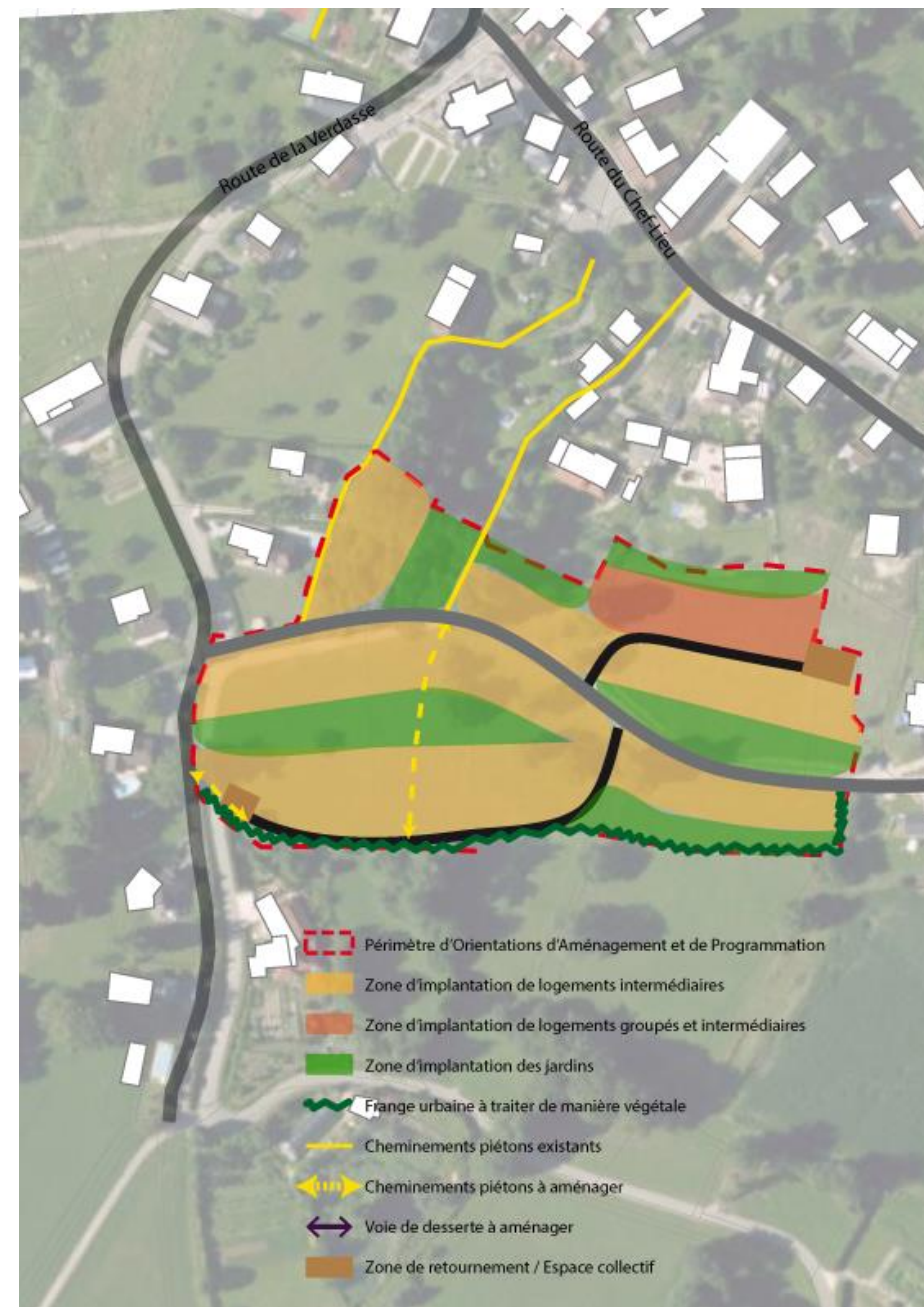 Route de la Verdasse
Route du Chef-Lieu
Périmètre d'Orientations d'Aménagement et de Programmation
Zone d'implantation de logements intermédiaires
Zone d'implantation de logements groupés et intermédiaires
Zone d'implantation des jardins
Frange urbaine à traiter de manière végétale
Cheminements piétons existants
Cheminements piétons à aménager
Voie de desserte à aménager
Zone de retournement / Espace collectif